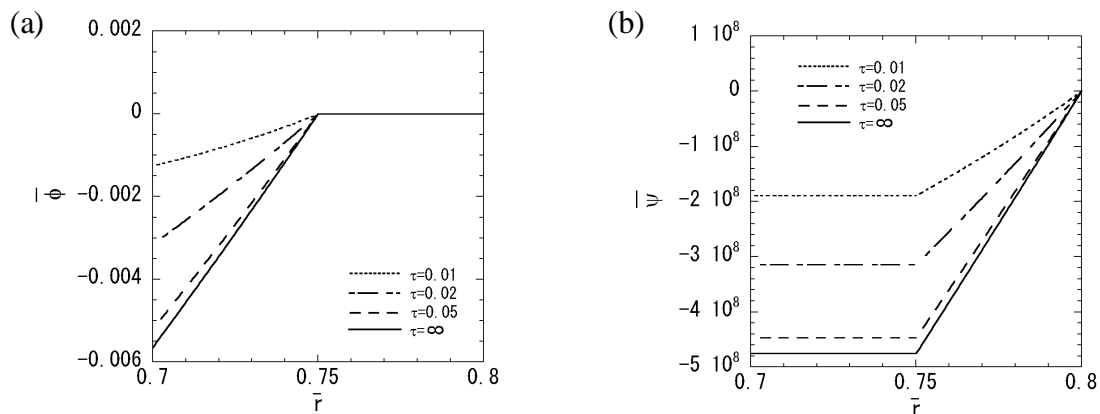 (a)
0.002
0
-0.002
-0.004
-0.006
ϕ̅
τ=0.01
τ=0.02
τ=0.05
τ=∞
0.7 0.75 0.8
r̅
(b)
1 10⁸
0
-1 10⁸
-2 10⁸
-3 10⁸
-4 10⁸
-5 10⁸
ψ̅
τ=0.01
τ=0.02
τ=0.05
τ=∞
0.7 0.75 0.8
r̅